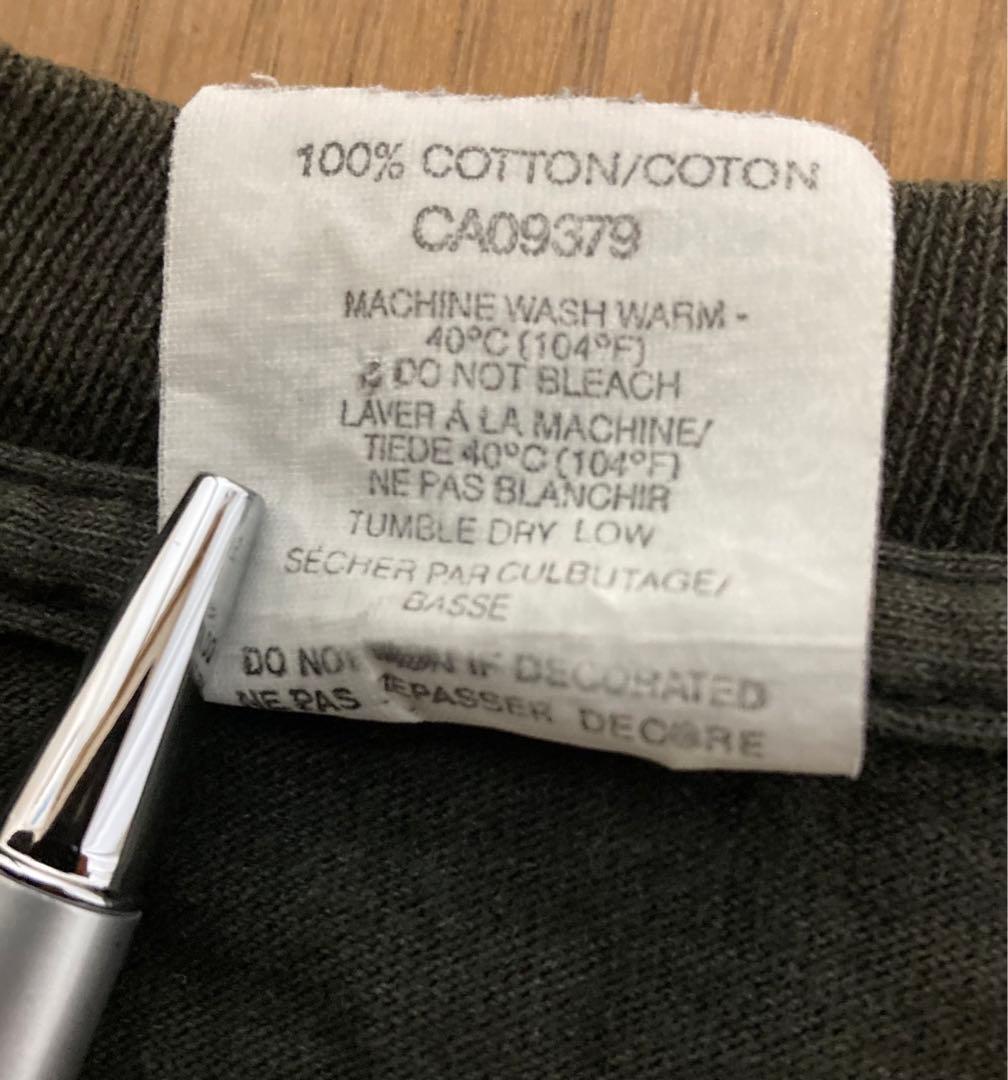 100% COTTON/COTON
CA09379
MACHINE WASH WARM -
40°C (104°F)
DO NOT BLEACH
LAVER À LA MACHINE/
TIEDE 40°C (104°F)
NE PAS BLANCHIR
TUMBLE DRY LOW
SÉCHER PAR CULBUTAGE/
BASSE
DO NOT IF DECORATED
NE PAS DECORE